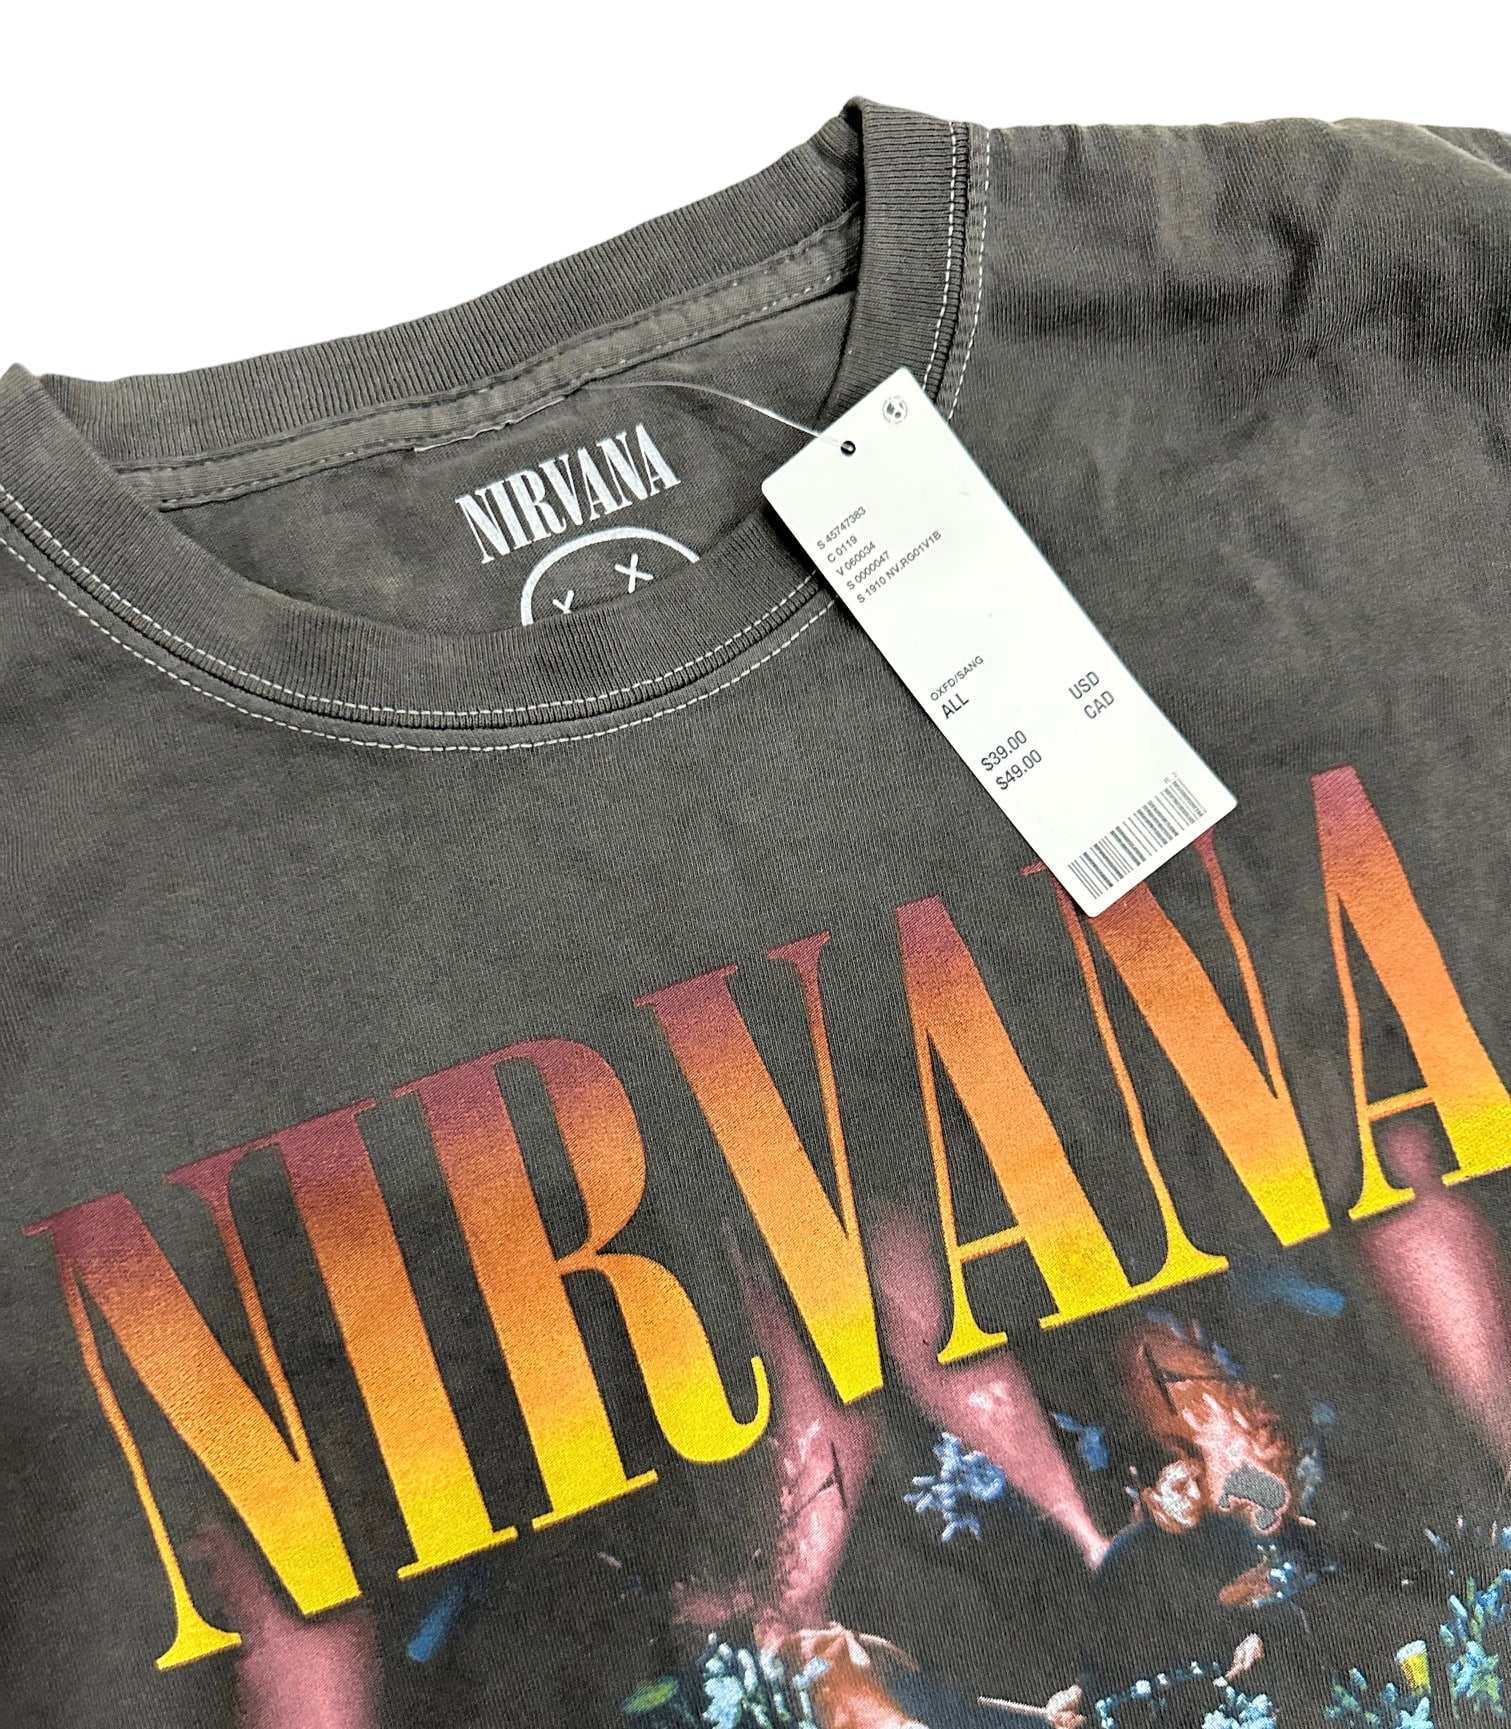 NIRVANA
S 45747383
C 0119
V 060034
S 0000047
S 1910 NV.RG01V1B
OXFD/SANG
ALL USD
CAD
$39.00
$49.00
NIRVANA